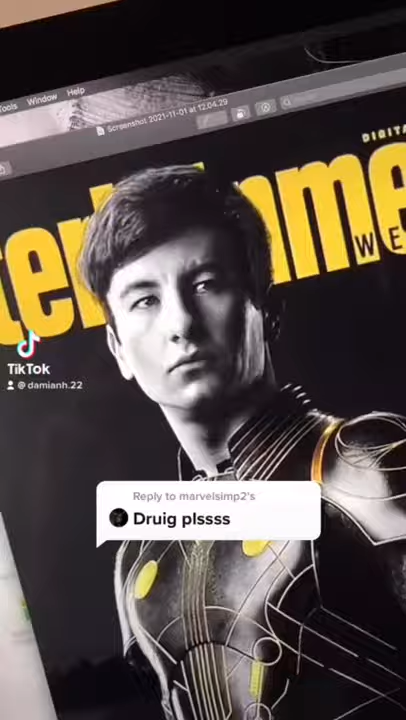 Tools Window Help
Screenshot 2021-11-01 at 12.04.29
DIGITA
tertainme
WE
TikTok
@damianh.22
Reply to marvelsimp2's
Druig plssss